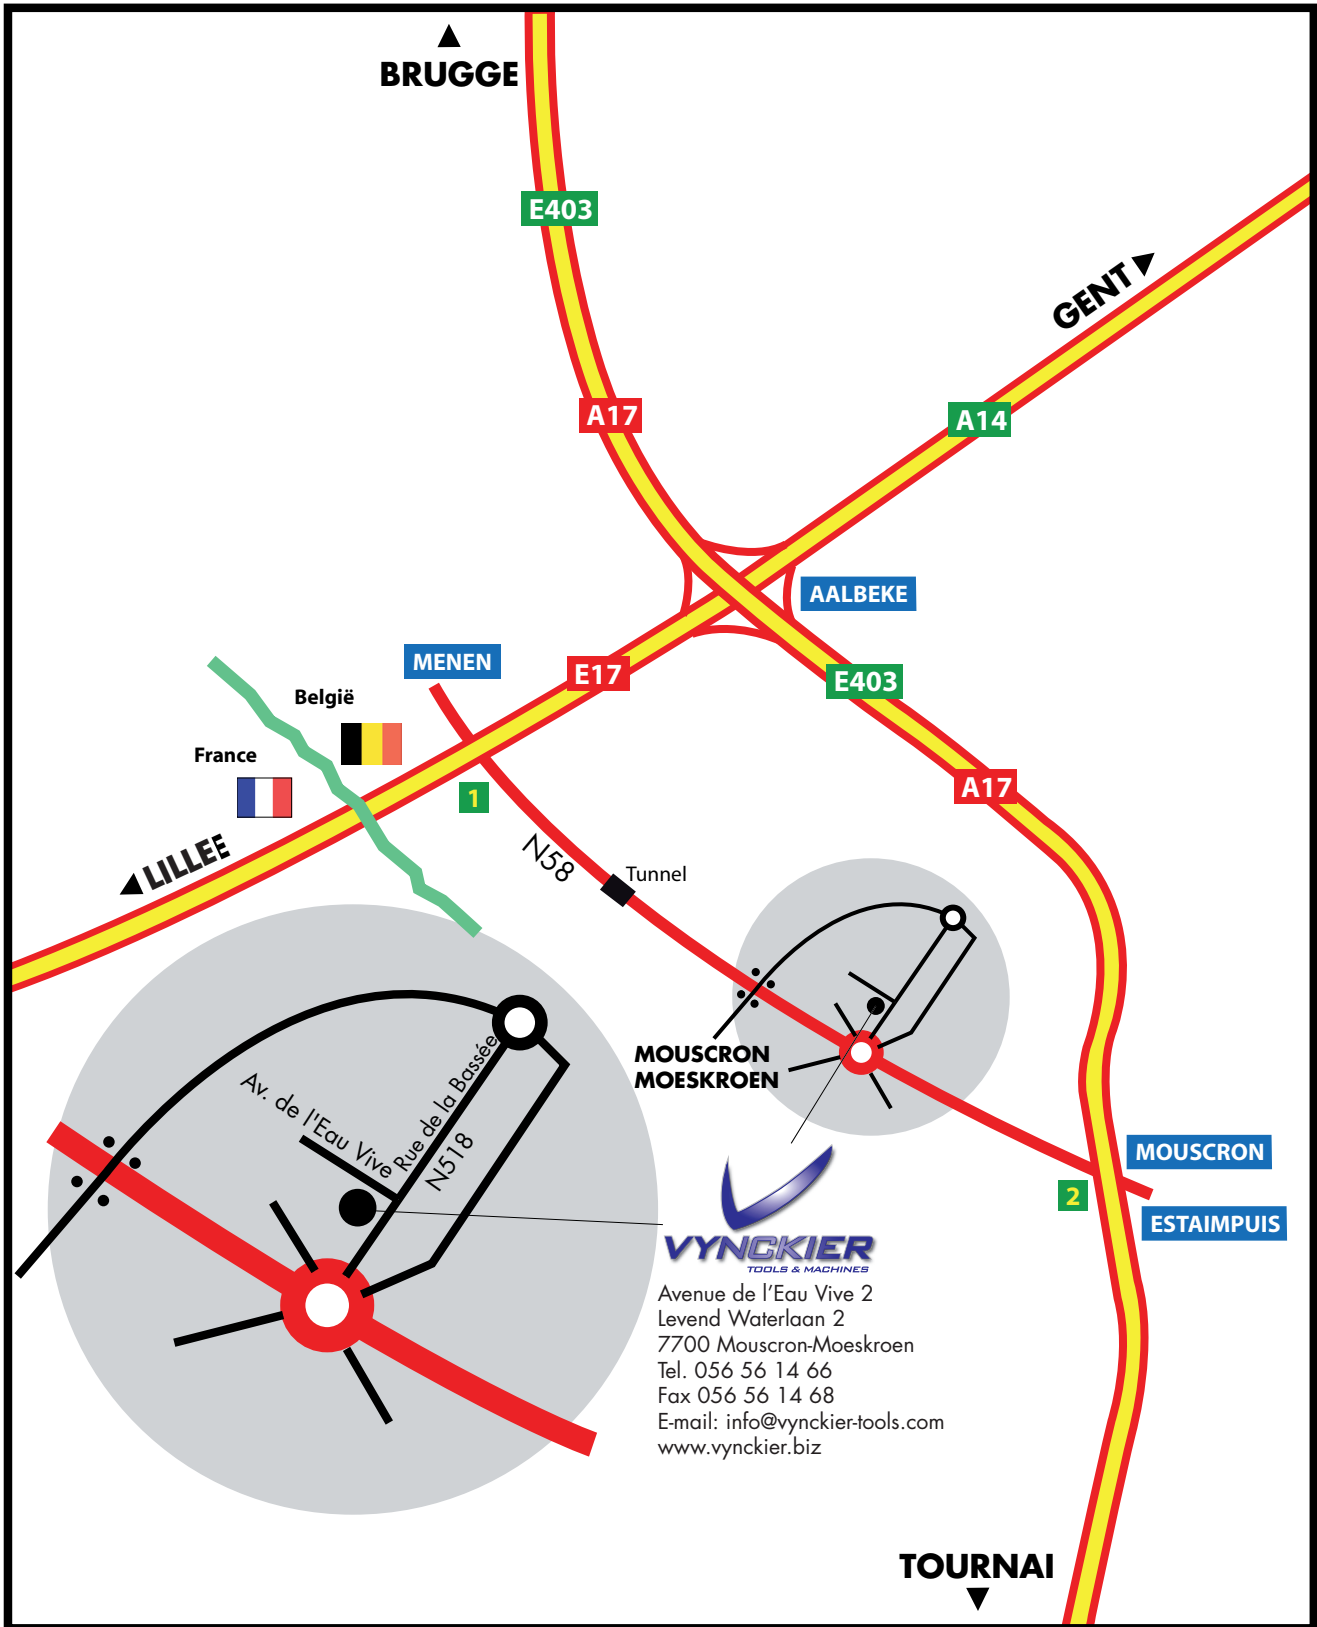 BRUGGE
E403
GENT
A17
A14
AALBEKE
MENEN
E17
E403
België
France
A17
1
LILLE
N58
Tunnel
MOUSCRON
MOESKROEN
Av. de l'Eau Vive
Rue de la Bassée
N518
MOUSCRON
2
ESTAIMPUIS
VYNCKIER
TOOLS & MACHINES
Avenue de l'Eau Vive 2
Levend Waterlaan 2
7700 Mouscron-Moeskroen
Tel. 056 56 14 66
Fax 056 56 14 68
E-mail: info@vynckier-tools.com
www.vynckier.biz
TOURNAI